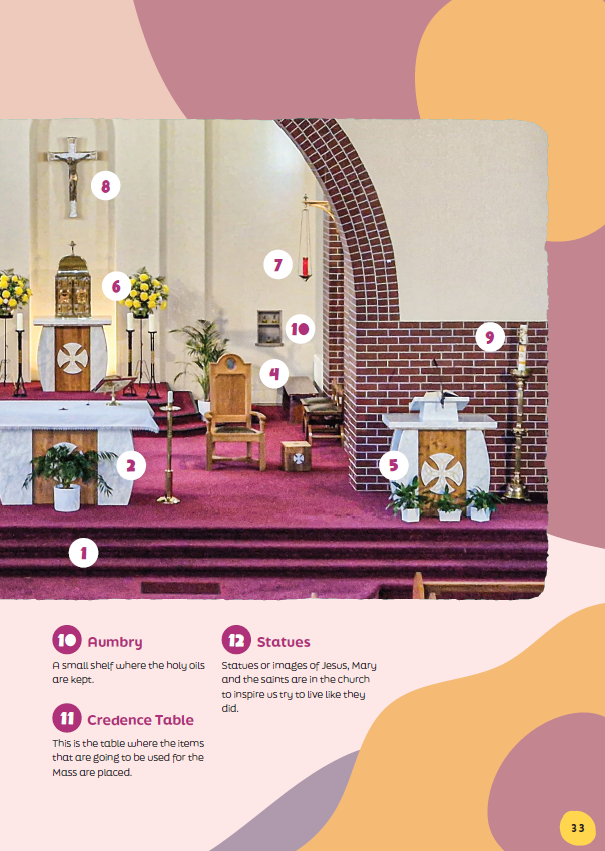 8
6
7
10
9
4
2
5
1
10 Aumbry
A small shelf where the holy oils
are kept.
11 Credence Table
This is the table where the items
that are going to be used for the
Mass are placed.
12 Statues
Statues or images of Jesus, Mary
and the saints are in the church
to inspire us try to live like they
did.
33